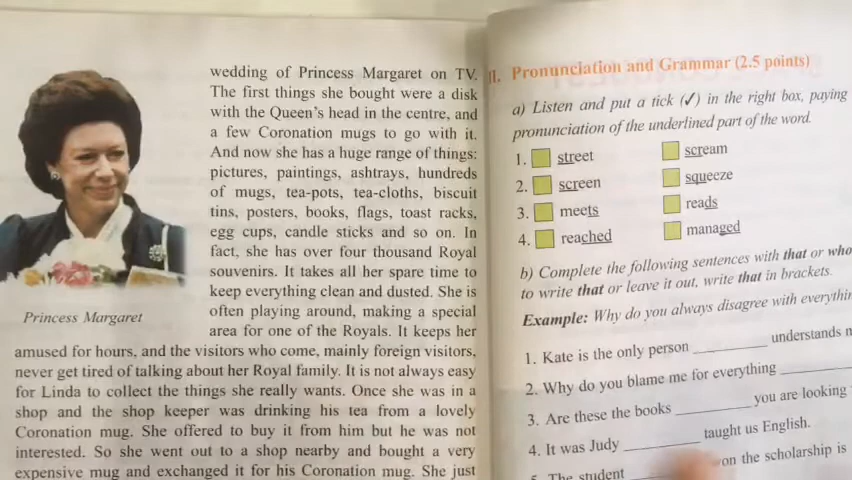 wedding of Princess Margaret on TV.
The first things she bought were a disk
with the Queen's head in the centre, and
a few Coronation mugs to go with it.
And now she has a huge range of things:
pictures, paintings, ashtrays, hundreds
of mugs, tea-pots, tea-cloths, biscuit
tins, posters, books, flags, toast racks,
egg cups, candle sticks and so on. In
fact, she has over four thousand Royal
souvenirs. It takes all her spare time to
keep everything clean and dusted. She is
often playing around, making a special
area for one of the Royals. It keeps her
Princess Margaret
amused for hours, and the visitors who come, mainly foreign visitors,
never get tired of talking about her Royal family. It is not always easy
for Linda to collect the things she really wants. Once she was in a
shop and the shop keeper was drinking his tea from a lovely
Coronation mug. She offered to buy it from him but he was not
interested. So she went out to a shop nearby and bought a very
expensive mug and exchanged it for his Coronation mug. She just
II. Pronunciation and Grammar (2.5 points)
a) Listen and put a tick (✓) in the right box, paying
pronunciation of the underlined part of the word.
1. street scream
2. screen squeeze
3. meets reads
4. reached managed
b) Complete the following sentences with that or who
to write that or leave it out, write that in brackets.
Example: Why do you always disagree with
1. Kate is the only person ________ understands
2. Why do you blame me for everything ________
3. Are these the books ________ you are looking
4. It was Judy ________ taught us English.
5. The student ________ on the scholarship is